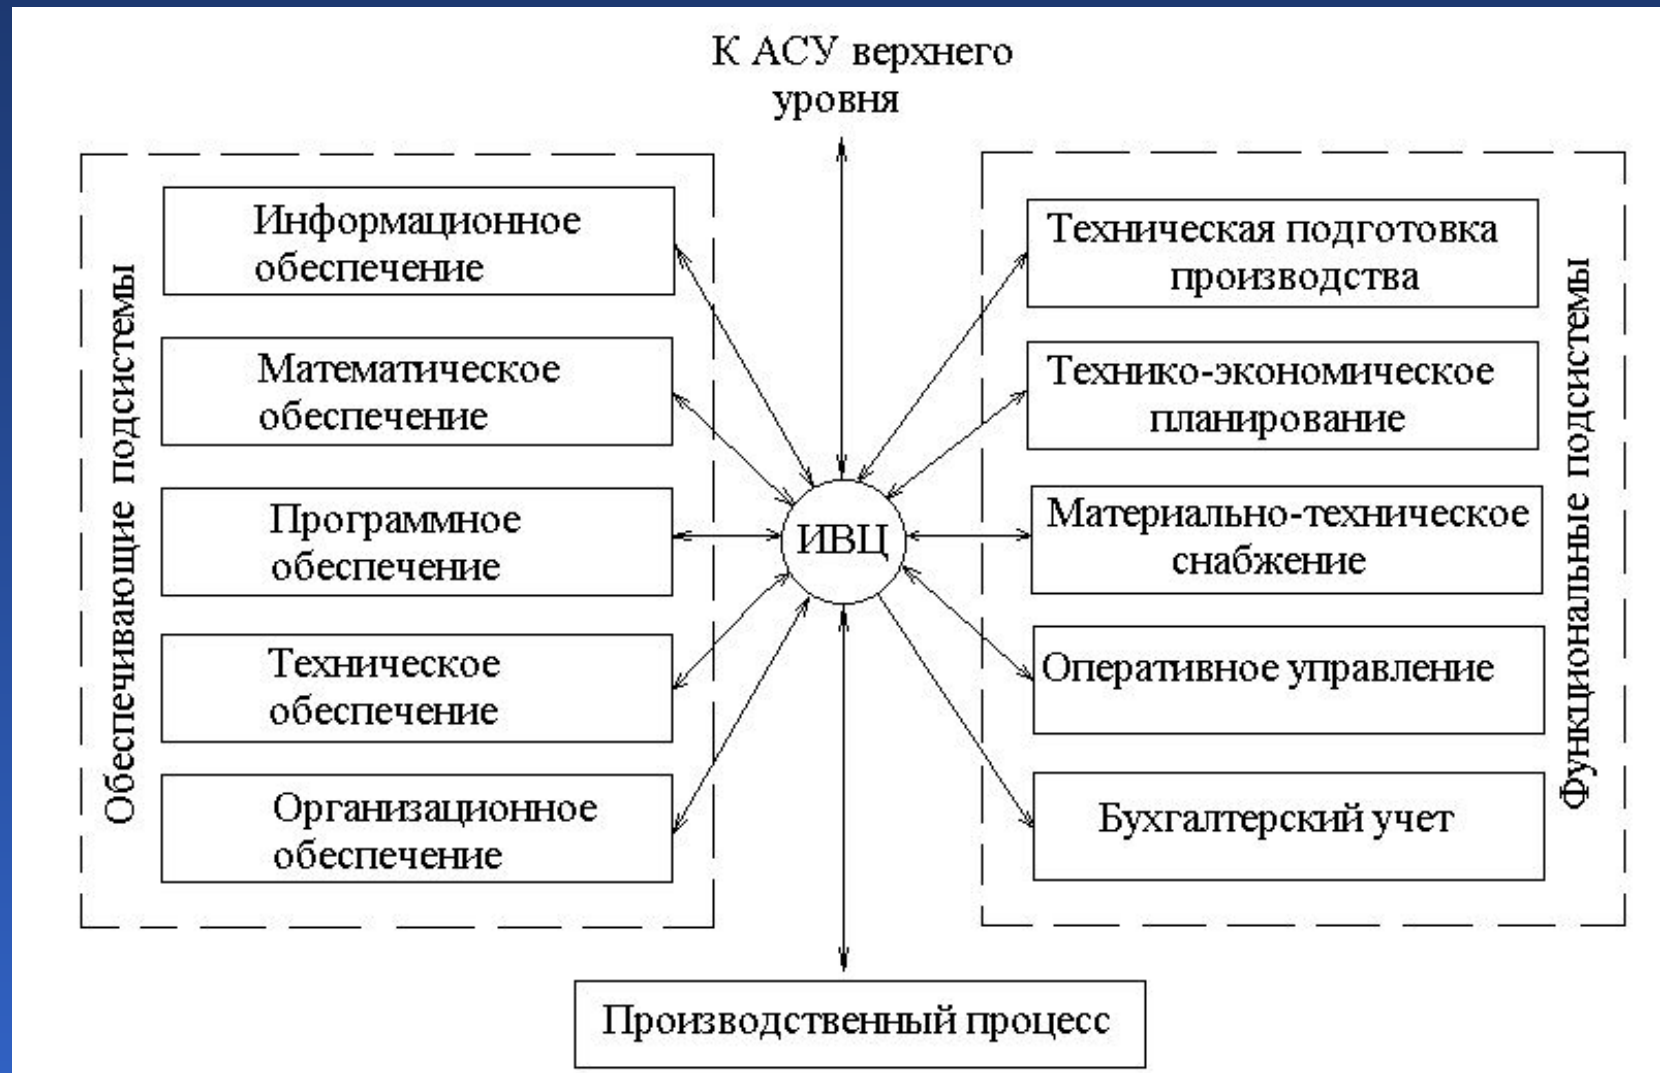 К АСУ верхнего
уровня
Обеспечивающие подсистемы
Информационное
обеспечение
Математическое
обеспечение
Программное
обеспечение
Техническое
обеспечение
Организационное
обеспечение
ИВЦ
Техническая подготовка
производства
Технико-экономическое
планирование
Материально-техническое
снабжение
Оперативное управление
Бухгалтерский учет
Функциональные подсистемы
Производственный процесс